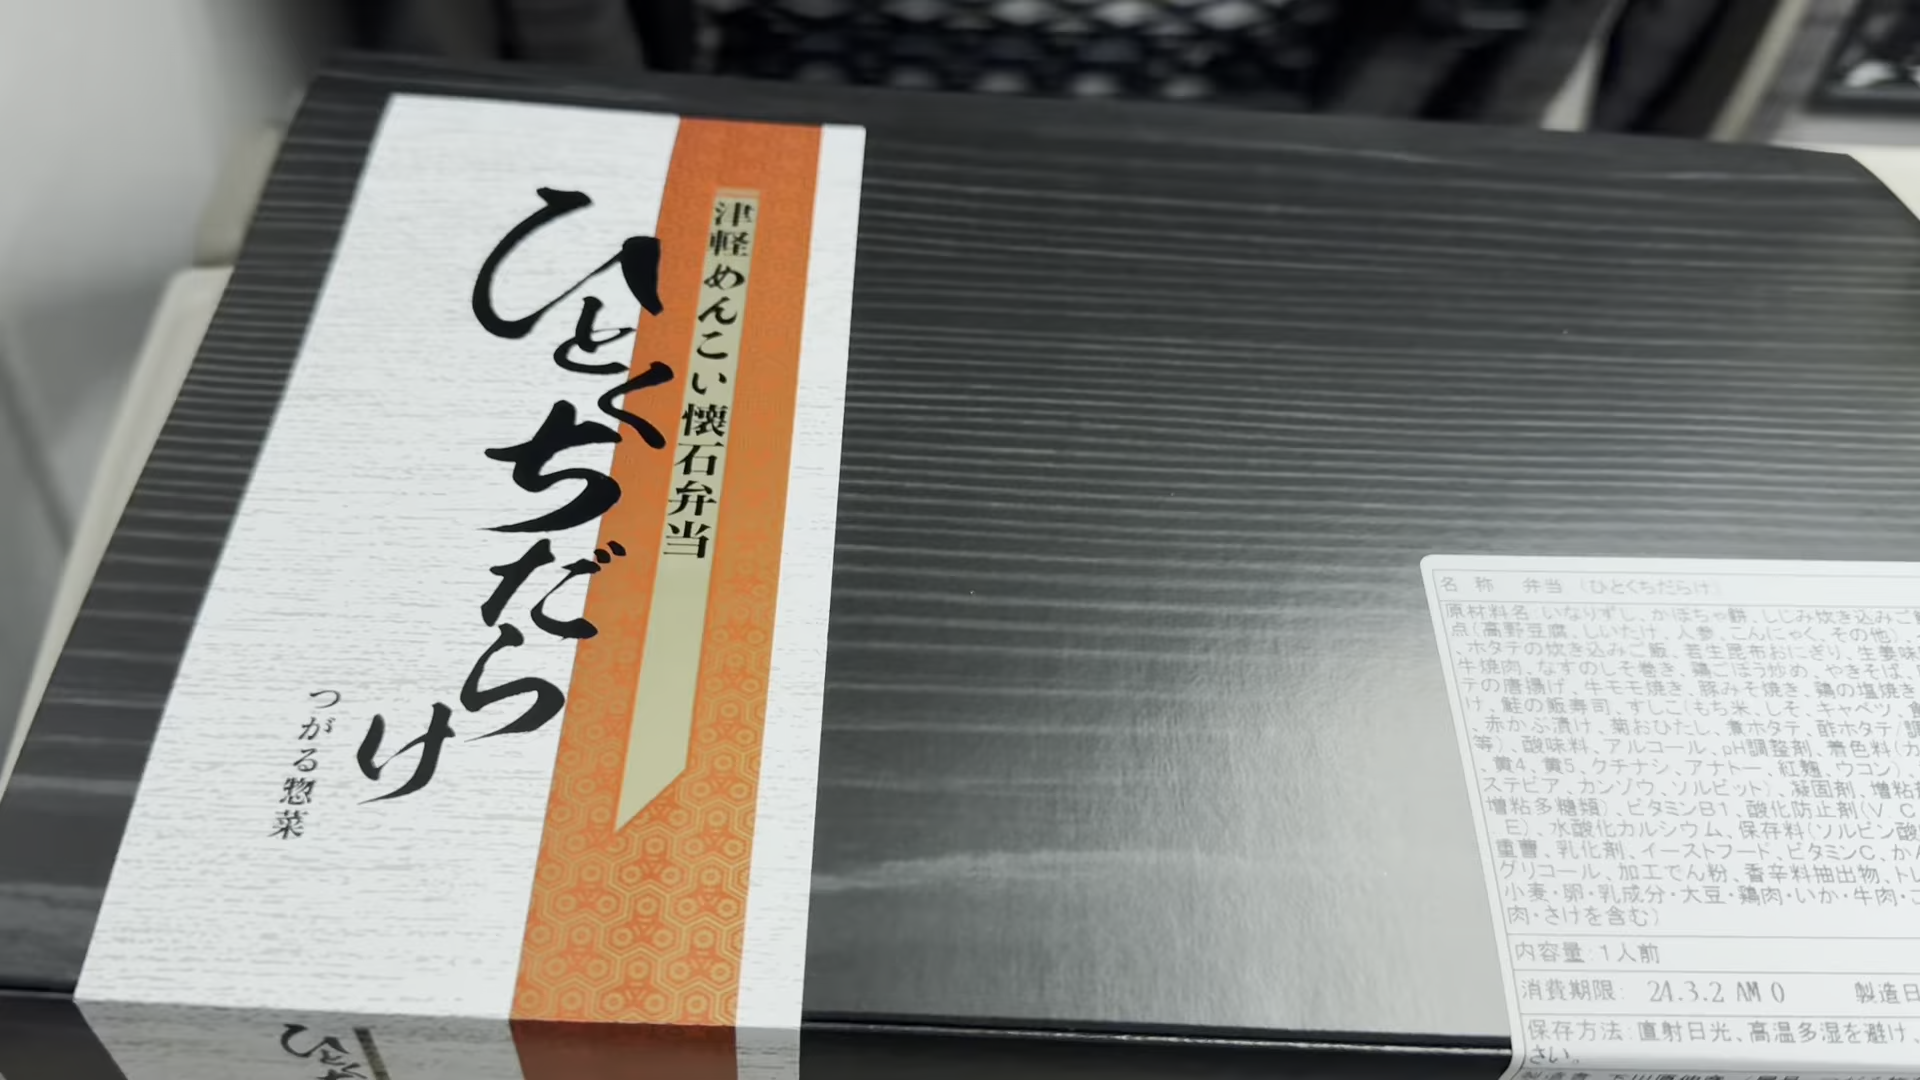 津軽めんこい懐石弁当
ひとくちだらけ
つがる惣菜
名 称 弁当 (ひとくちだらけ)
原材料名:いなりずし、かぼちゃ餅、しじみ炊き込みご
点(高野豆腐、しいたけ、人参、こんにゃく、その他)
、ホタテの炊き込みご飯、若生昆布おにぎり、生姜味
牛焼肉、なすのしそ巻き、鶏ごぼう炒め、やきそば、
テの唐揚げ、牛モモ焼き、豚みそ焼き、鶏の塩焼き
け、鮭の飯寿司、すしこ(もち米、しそ、キャベツ、
、赤かぶ漬け、菊おひたし、煮ホタテ、酢ホタテ/調
等)、酸味料、アルコール、pH調整剤、着色料(カ
、黄4、黄5、クチナシ、アナトー、紅麹、ウコン)、
ステビア、カンゾウ、ソルビット)、凝固剤、増粘
増粘多糖類)、ビタミンB1、酸化防止剤(V.C
E)、水酸化カルシウム、保存料(ソルビン酸
重曹、乳化剤、イーストフード、ビタミンC、か
グリコール、加工でん粉、香辛料抽出物、トレ
小麦・卵・乳成分・大豆・鶏肉・いか・牛肉・ご
肉・さけを含む)
内容量:1人前
消費期限: 24.3.2 AM 0 製造日
保存方法:直射日光、高温多湿を避け、
さい。
ひとく